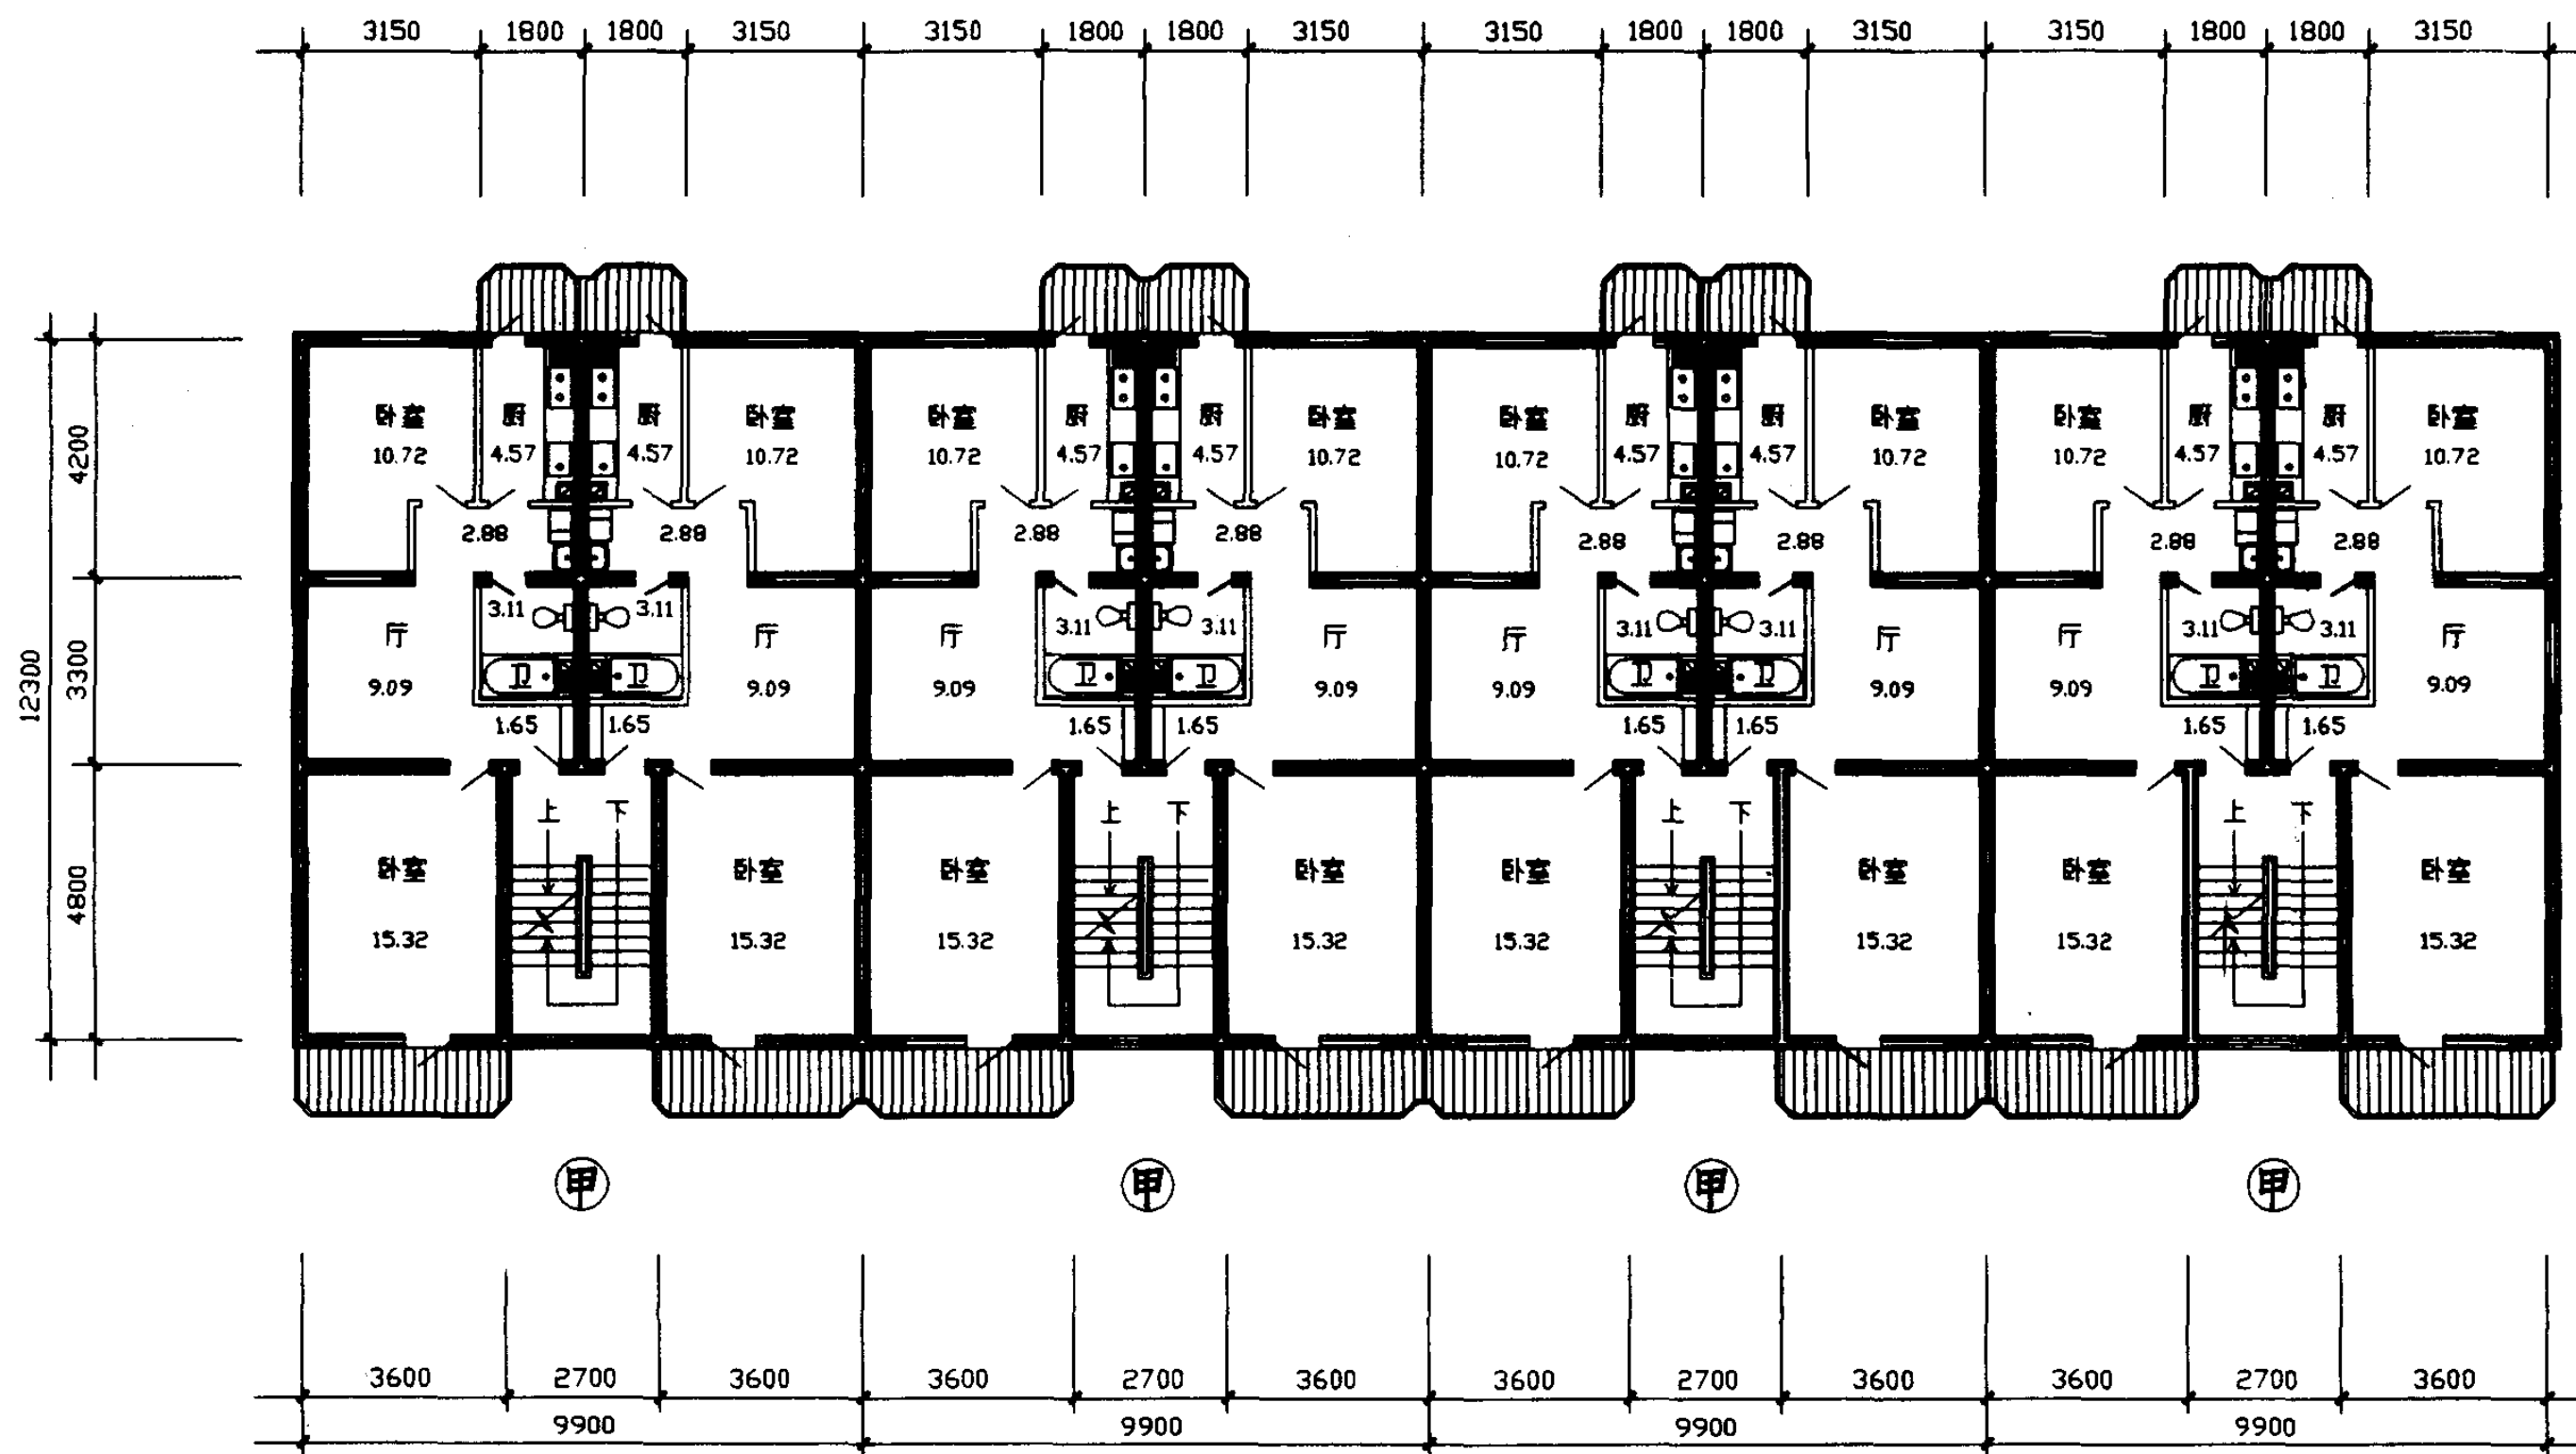 3150 1800 1800 3150 3150 1800 1800 3150 3150 1800 1800 3150 3150 1800 1800 3150
卧室 厨 厨 卧室 卧室 厨 厨 卧室 卧室 厨 厨 卧室 卧室 厨 厨 卧室
10.72 4.57 4.57 10.72 10.72 4.57 4.57 10.72 10.72 4.57 4.57 10.72 10.72 4.57 4.57 10.72
4200
2.88 2.88 2.88 2.88 2.88 2.88 2.88 2.88
3.11 3.11 3.11 3.11 3.11 3.11 3.11 3.11
厅 厅 厅 厅 厅 厅 厅 厅
12300
3300
9.09 卫 卫 9.09 9.09 卫 卫 9.09 9.09 卫 卫 9.09 9.09 卫 卫 9.09
1.65 1.65 1.65 1.65 1.65 1.65 1.65 1.65
上 下 上 下 上 下 上 下
卧室 卧室 卧室 卧室 卧室 卧室 卧室 卧室
4800
15.32 15.32 15.32 15.32 15.32 15.32 15.32 15.32
甲 甲 甲 甲
3600 2700 3600 3600 2700 3600 3600 2700 3600 3600 2700 3600
9900 9900 9900 9900